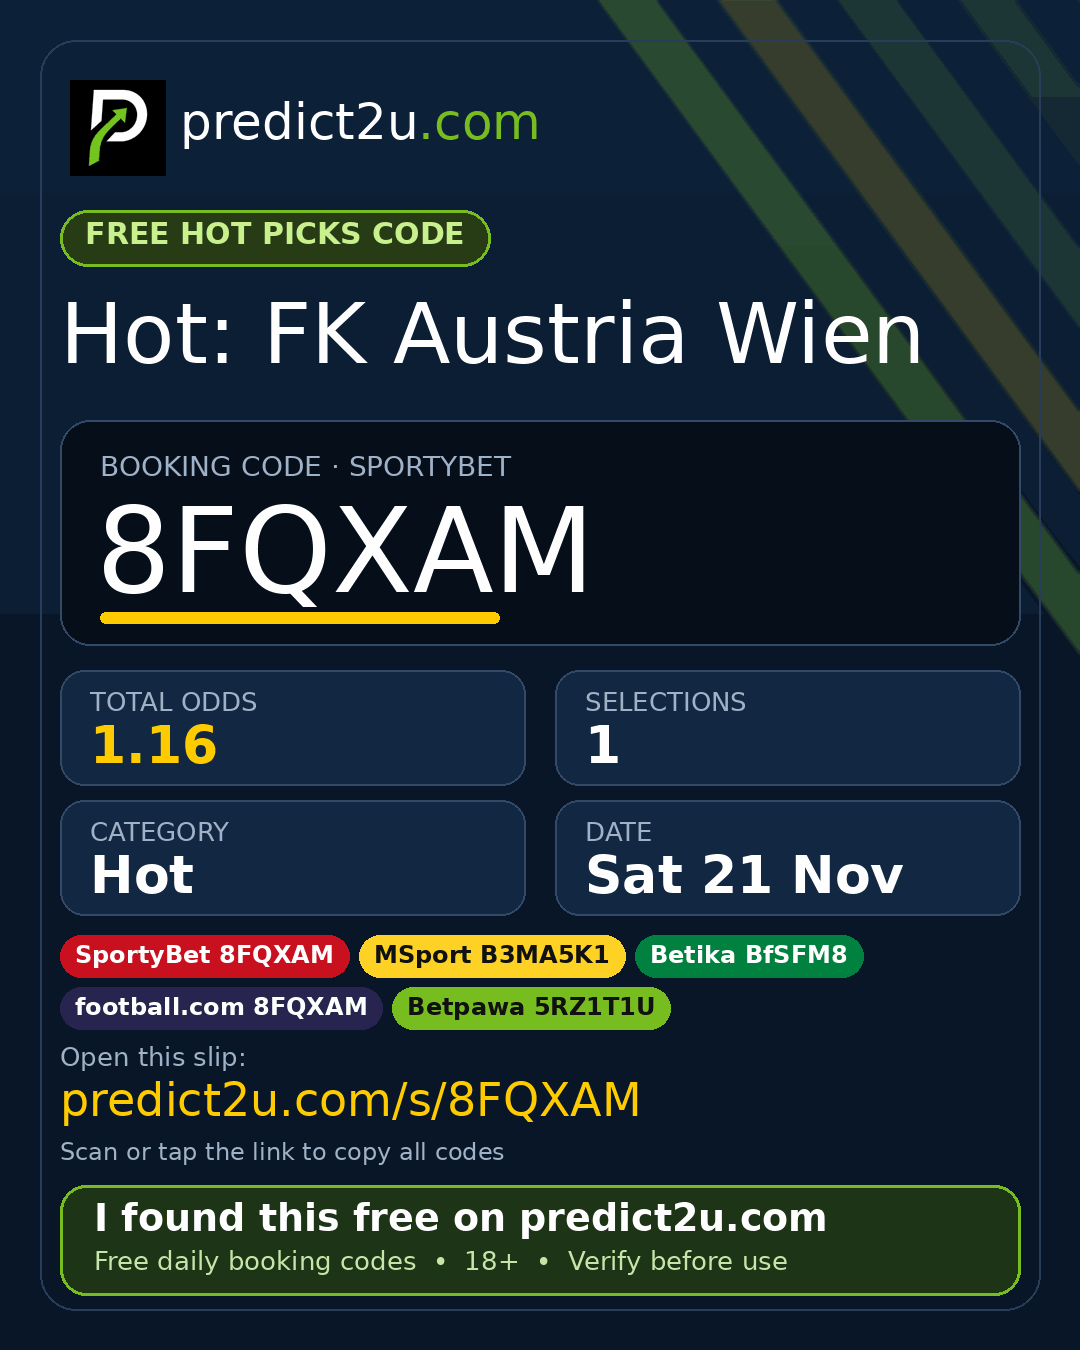 predict2u.com
FREE HOT PICKS CODE
Hot: FK Austria Wien
BOOKING CODE · SPORTYBET
8FQXAM
TOTAL ODDS
1.16
SELECTIONS
1
CATEGORY
Hot
DATE
Sat 21 Nov
SportyBet 8FQXAM
MSport B3MA5K1
Betika BfSFM8
football.com 8FQXAM
Betpawa 5RZ1T1U
Open this slip:
predict2u.com/s/8FQXAM
Scan or tap the link to copy all codes
I found this free on predict2u.com
Free daily booking codes • 18+ • Verify before use